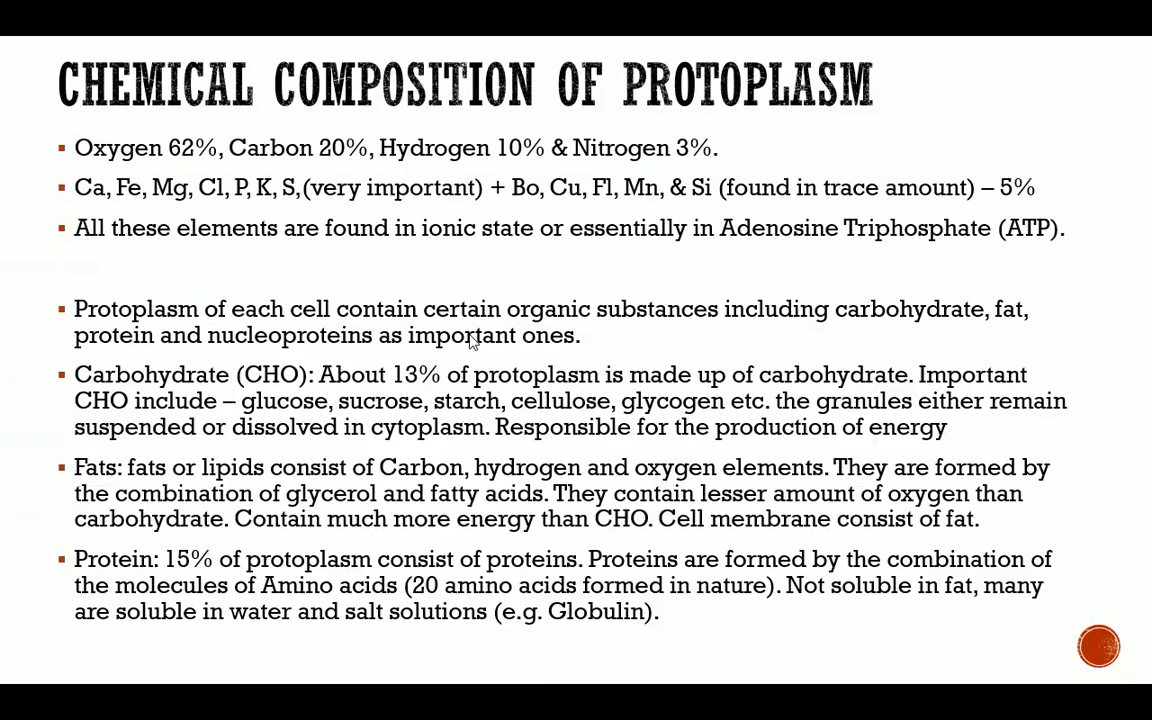 CHEMICAL COMPOSITION OF PROTOPLASM
▪ Oxygen 62%, Carbon 20%, Hydrogen 10% & Nitrogen 3%.
▪ Ca, Fe, Mg, Cl, P, K, S,(very important) + Bo, Cu, Fl, Mn, & Si (found in trace amount) – 5%
▪ All these elements are found in ionic state or essentially in Adenosine Triphosphate (ATP).
▪ Protoplasm of each cell contain certain organic substances including carbohydrate, fat,
protein and nucleoproteins as important ones.
▪ Carbohydrate (CHO): About 13% of protoplasm is made up of carbohydrate. Important
CHO include – glucose, sucrose, starch, cellulose, glycogen etc. the granules either remain
suspended or dissolved in cytoplasm. Responsible for the production of energy
▪ Fats: fats or lipids consist of Carbon, hydrogen and oxygen elements. They are formed by
the combination of glycerol and fatty acids. They contain lesser amount of oxygen than
carbohydrate. Contain much more energy than CHO. Cell membrane consist of fat.
▪ Protein: 15% of protoplasm consist of proteins. Proteins are formed by the combination of
the molecules of Amino acids (20 amino acids formed in nature). Not soluble in fat, many
are soluble in water and salt solutions (e.g. Globulin).